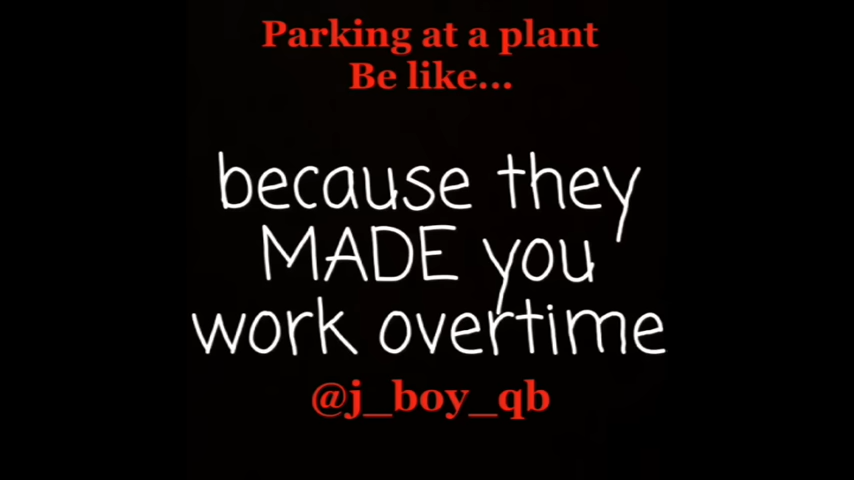 Parking at a plant
Be like...
because they
MADE you
work overtime
@j_boy_qb